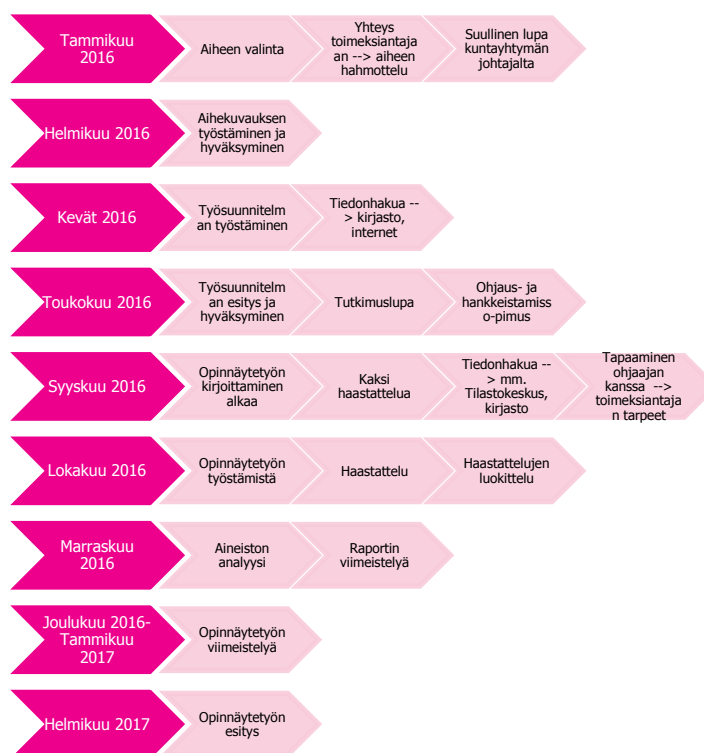 Tammikuu
2016
Aiheen valinta
Yhteys
toimeksiantaja
an --> aiheen
hahmottelu
Suullinen lupa
kuntayhtymän
johtajalta
Helmikuu 2016
Aihekuvauksen
työstäminen ja
hyväksyminen
Kevät 2016
Työsuunnitelm
an työstäminen
Tiedonhakua --
> kirjasto,
internet
Toukokuu 2016
Työsuunnitelm
an esitys ja
hyväksyminen
Tutkimuslupa
Ohjaus- ja
hankkeistamiss
o-pimus
Syyskuu 2016
Opinnäytetyön
kirjoittaminen
alkaa
Kaksi
haastattelua
Tiedonhakua --
> mm.
Tilastokeskus,
kirjasto
Tapaaminen
ohjaajan
kanssa -->
toimeksiantaja
n tarpeet
Lokakuu 2016
Opinnäytetyön
työstämistä
Haastattelu
Haastattelujen
luokittelu
Marraskuu
2016
Aineiston
analyysi
Raportin
viimeistelyä
Joulukuu 2016-
Tammikuu
2017
Opinnäytetyön
viimeistelyä
Helmikuu 2017
Opinnäytetyön
esitys